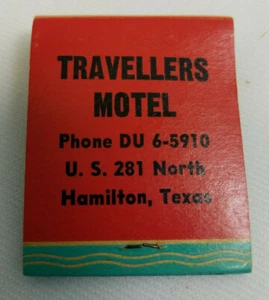 TRAVELLERS
MOTEL
Phone DU 6-5910
U. S. 281 North
Hamilton, Texas